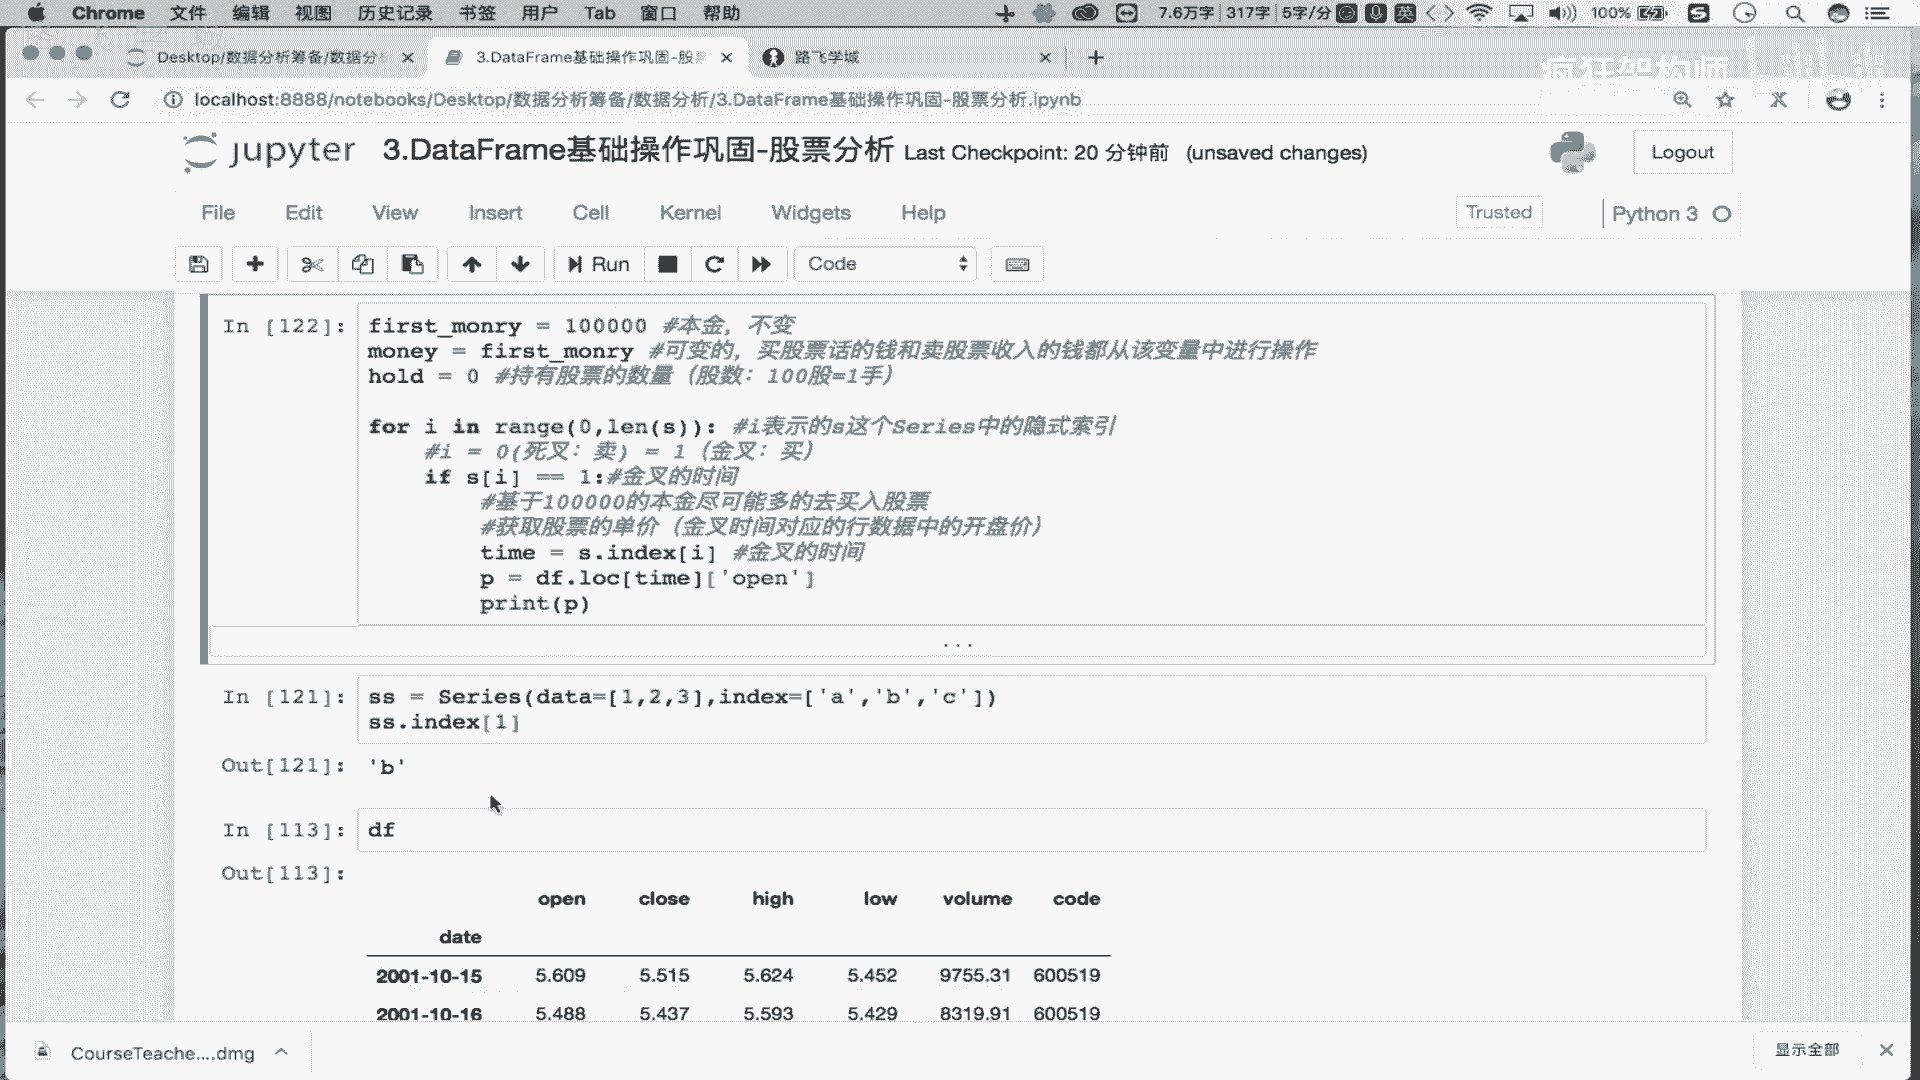 Chrome 文件 编辑 视图 历史记录 书签 用户 Tab 窗口 帮助 7.6万字 317字 5字/分 英 100%
Desktop/数据分析筹备/数据分析 3.DataFrame基础操作巩固-股票 路飞学城
疯狂架构师 bilibili
localhost:8888/notebooks/Desktop/数据分析筹备/数据分析/3.DataFrame基础操作巩固-股票分析.ipynb
jupyter 3.DataFrame基础操作巩固-股票分析 Last Checkpoint: 20 分钟前 (unsaved changes) Logout
File Edit View Insert Cell Kernel Widgets Help Trusted Python 3
Run Code
In [122]: first_monry = 100000 #本金，不变
money = first_monry #可变的，买股票话的钱和卖股票收入的钱都从该变量中进行操作
hold = 0 #持有股票的数量（股数：100股=1手）
for i in range(0,len(s)): #i表示的s这个Series中的隐式索引
#i = 0(死叉：卖) = 1（金叉：买）
if s[i] == 1:#金叉的时间
#基于100000的本金尽可能多的去买入股票
#获取股票的单价（金叉时间对应的行数据中的开盘价）
time = s.index[i] #金叉的时间
p = df.loc[time]['open']
print(p)
...
In [121]: ss = Series(data=[1,2,3],index=['a','b','c'])
ss.index[1]
Out[121]: 'b'
In [113]: df
Out[113]:
open close high low volume code
date
2001-10-15 5.609 5.515 5.624 5.452 9755.31 600519
2001-10-16 5.488 5.437 5.593 5.429 8319.91 600519
CourseTeache....dmg 显示全部